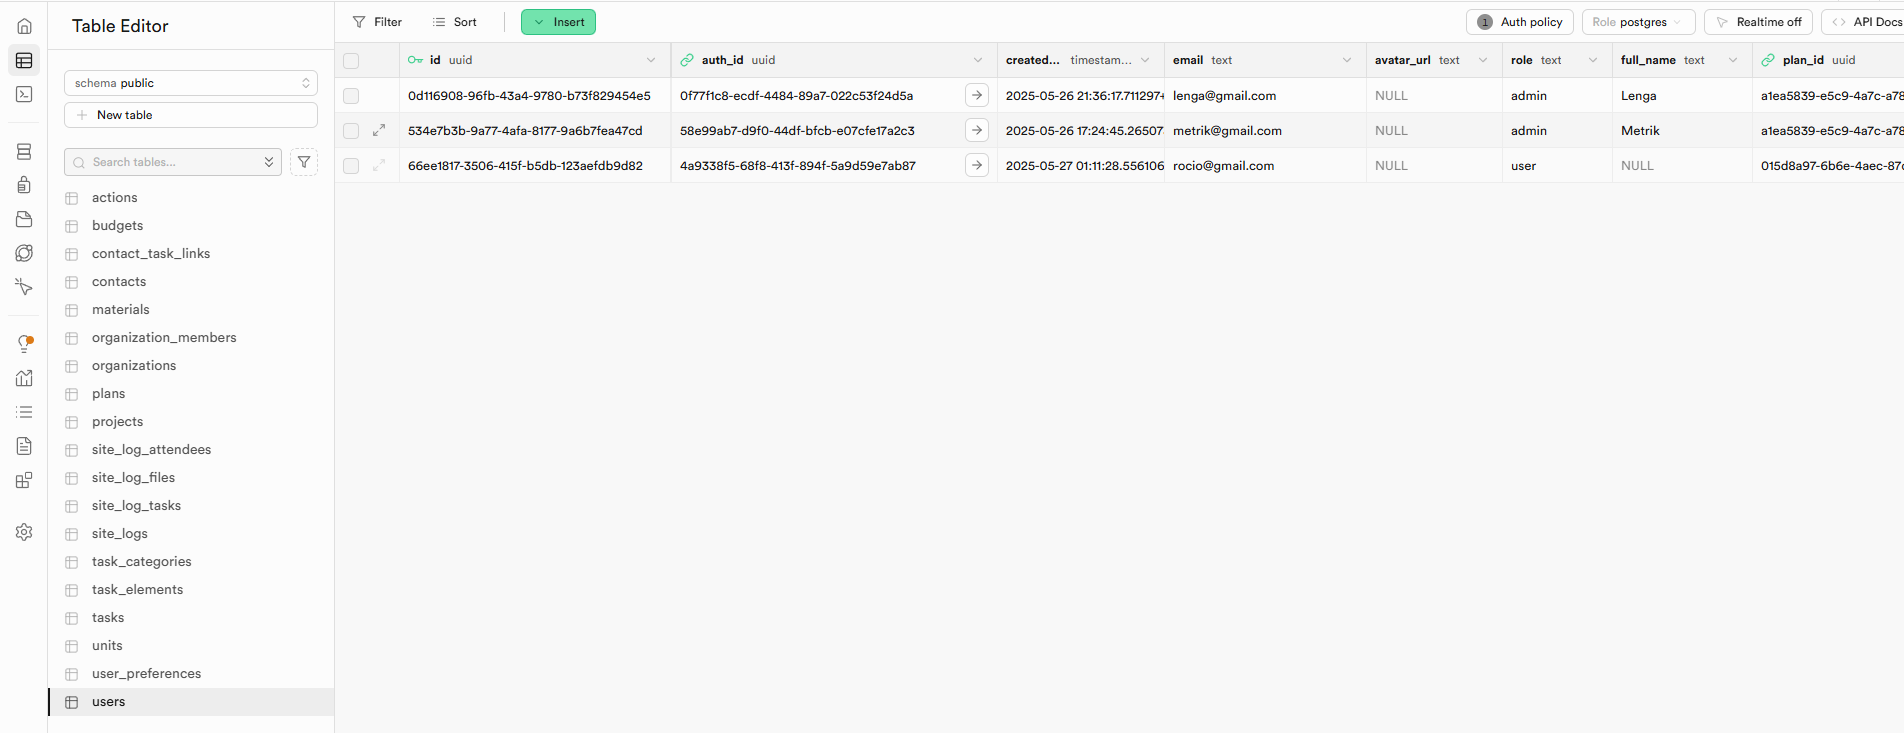 Table Editor
schema public
New table
Search tables...
actions
budgets
contact_task_links
contacts
materials
organization_members
organizations
plans
projects
site_log_attendees
site_log_files
site_log_tasks
site_logs
task_categories
task_elements
tasks
units
user_preferences
users
Filter Sort Insert 1 Auth policy Role postgres Realtime off API Docs
id uuid auth_id uuid created... timestam... email text avatar_url text role text full_name text plan_id uuid
0d116908-96fb-43a4-9780-b73f829454e5 0f77f1c8-ecdf-4484-89a7-022c53f24d5a 2025-05-26 21:36:17.711297+ lenga@gmail.com NULL admin Lenga a1ea5839-e5c9-4a7c-a78
534e7b3b-9a77-4afa-8177-9a6b7fea47cd 58e99ab7-d9f0-44df-bfcb-e07cfe17a2c3 2025-05-26 17:24:45.26507 metrik@gmail.com NULL admin Metrik a1ea5839-e5c9-4a7c-a78
66ee1817-3506-415f-b5db-123aefdb9d82 4a9338f5-68f8-413f-894f-5a9d59e7ab87 2025-05-27 01:11:28.556106 rocio@gmail.com NULL user NULL 015d8a97-6b6e-4aec-87c